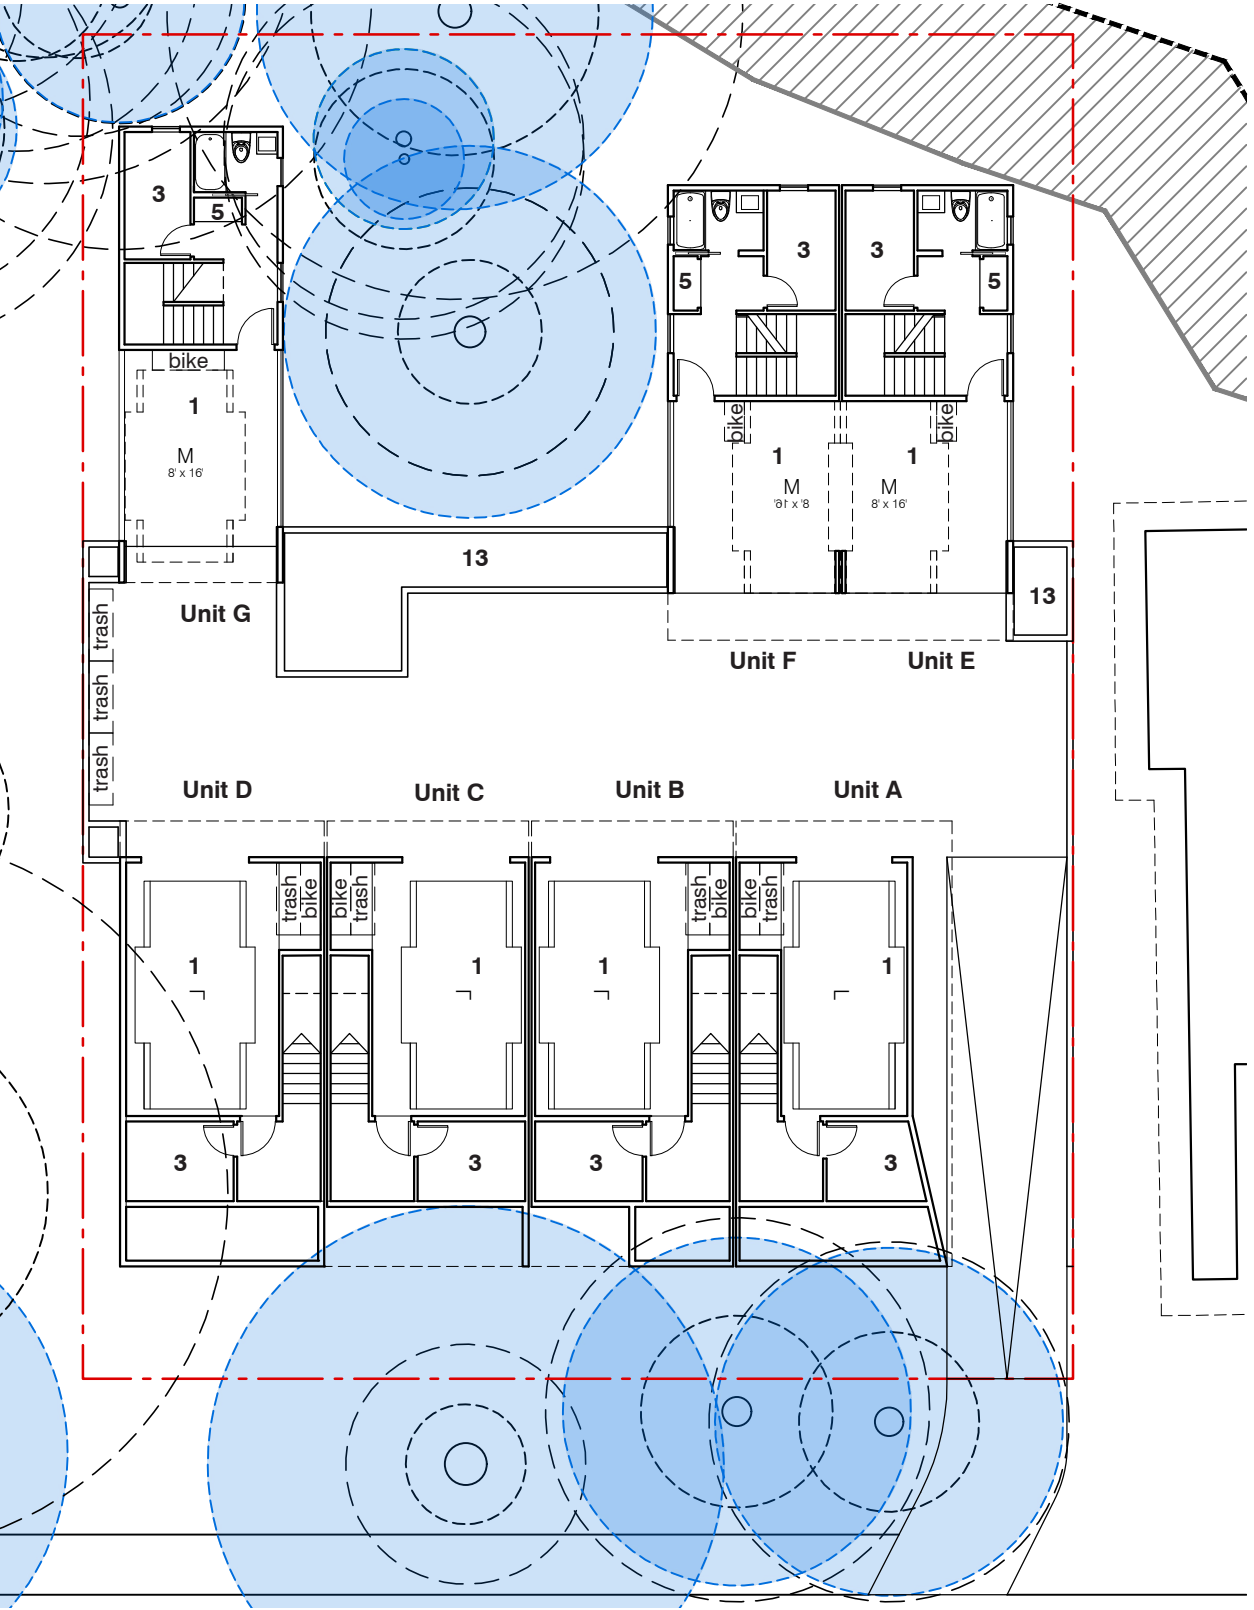 3
5
bike
1
M
8' x 16'
3
3
5
5
bike
bike
1
1
M
M
8' x 16'
8' x 16'
13
13
Unit G
trash
trash
trash
Unit F
Unit E
Unit D
Unit C
Unit B
Unit A
trash
bike
bike
trash
trash
bike
bike
trash
1
1
1
1
3
3
3
3